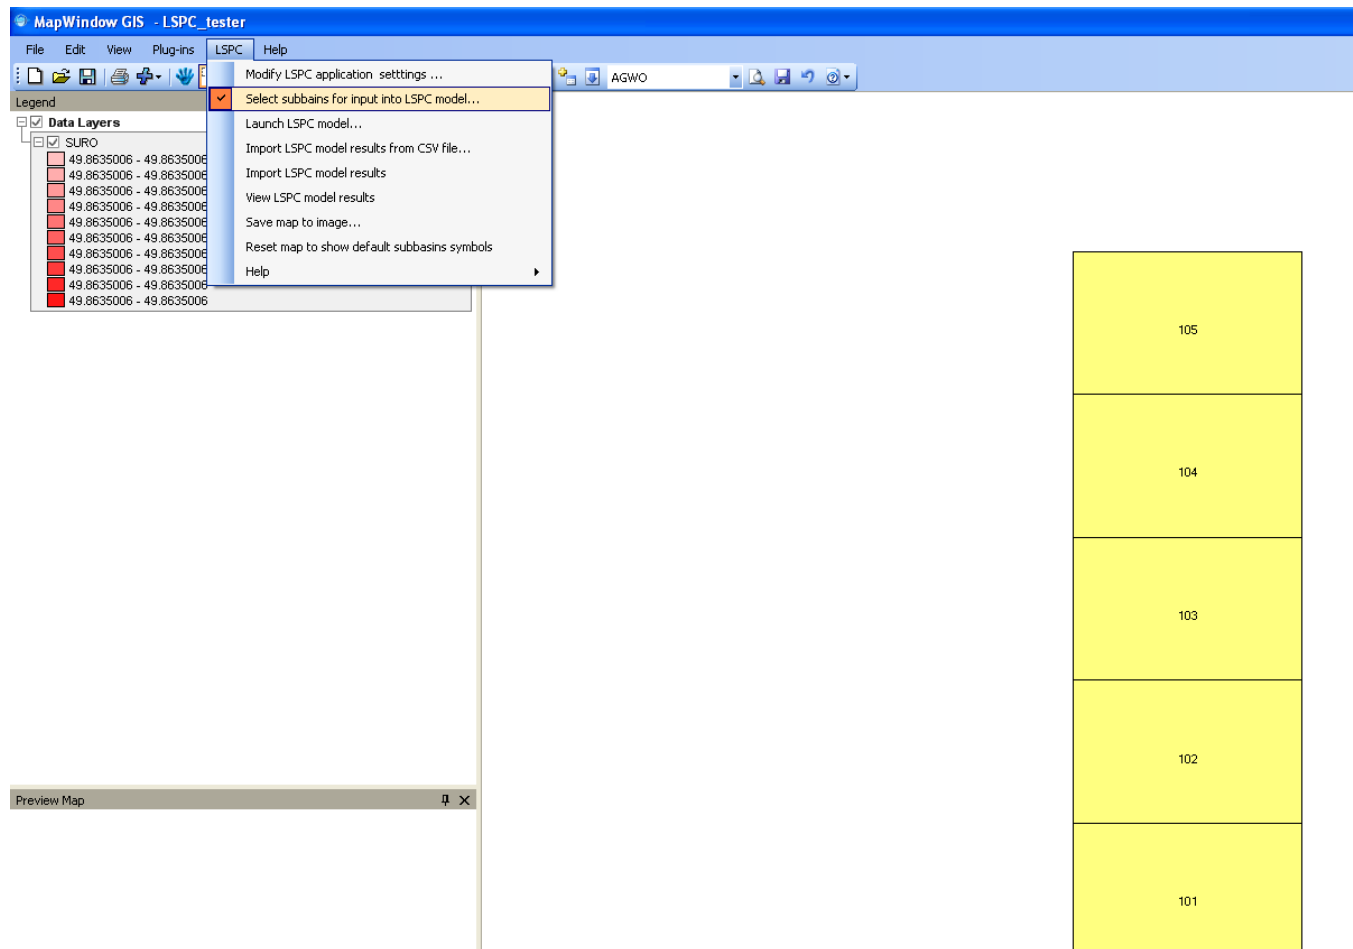 MapWindow GIS - LSPC_tester
File Edit View Plug-ins LSPC Help
AGWO
Modify LSPC application setttings ...
Select subbains for input into LSPC model...
Launch LSPC model...
Import LSPC model results from CSV file...
Import LSPC model results
View LSPC model results
Save map to image...
Reset map to show default subbasins symbols
Help
Legend
Data Layers
SURO
49.8635006 - 49.8635006
49.8635006 - 49.8635006
49.8635006 - 49.8635006
49.8635006 - 49.8635006
49.8635006 - 49.8635006
49.8635006 - 49.8635006
49.8635006 - 49.8635006
49.8635006 - 49.8635006
49.8635006 - 49.8635006
49.8635006 - 49.8635006
105
104
103
102
Preview Map
101